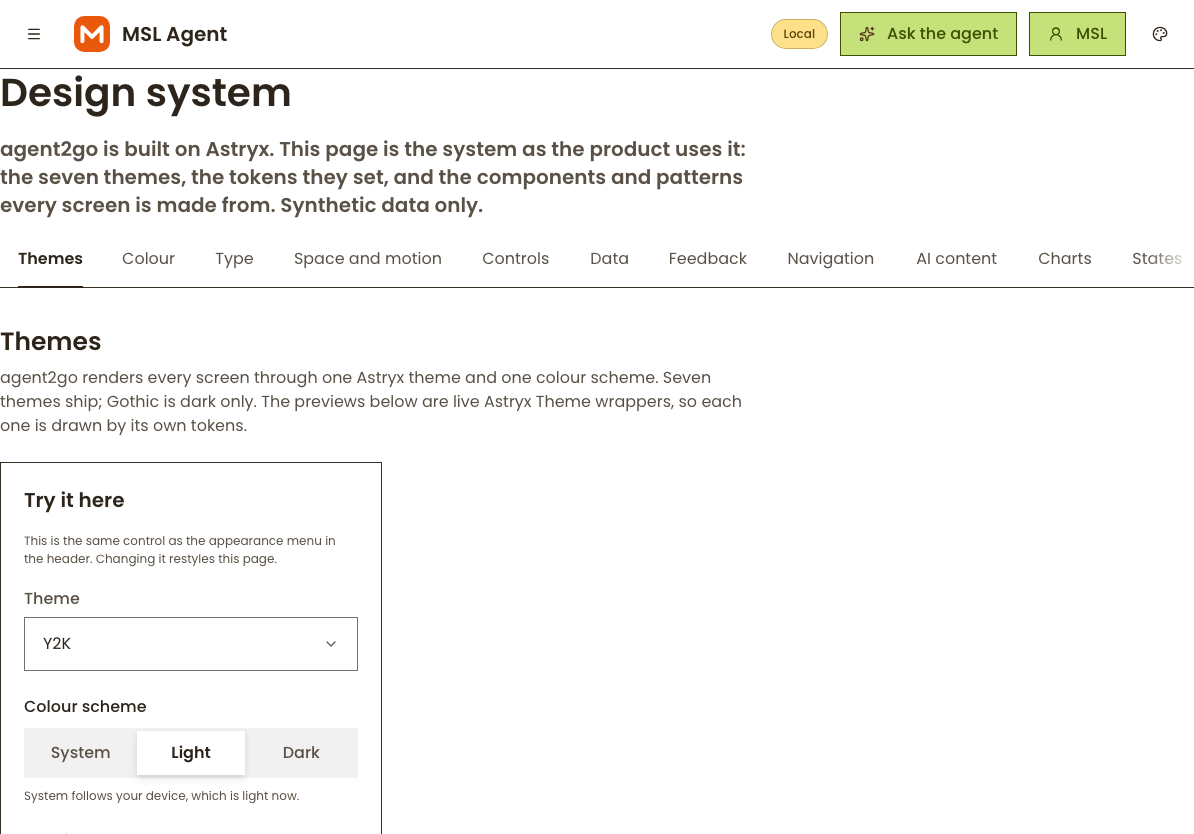 MSL Agent
Local
Ask the agent
MSL
Design system
agent2go is built on Astryx. This page is the system as the product uses it:
the seven themes, the tokens they set, and the components and patterns
every screen is made from. Synthetic data only.
Themes Colour Type Space and motion Controls Data Feedback Navigation AI content Charts States
Themes
agent2go renders every screen through one Astryx theme and one colour scheme. Seven
themes ship; Gothic is dark only. The previews below are live Astryx Theme wrappers, so each
one is drawn by its own tokens.
Try it here
This is the same control as the appearance menu in
the header. Changing it restyles this page.
Theme
Y2K
Colour scheme
System Light Dark
System follows your device, which is light now.